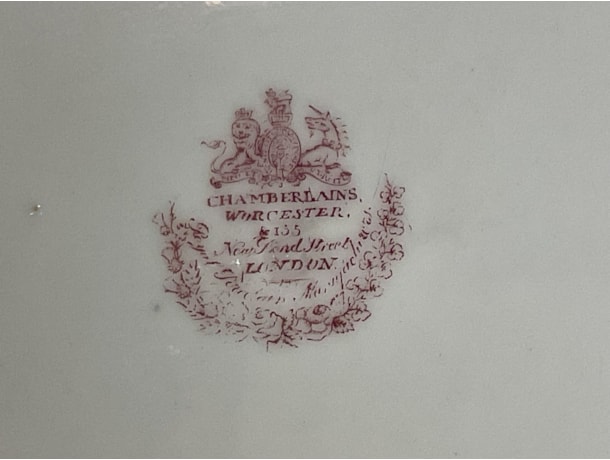 CHAMBERLAINS,
WORCESTER,
& 155
New Bond Street
LONDON.